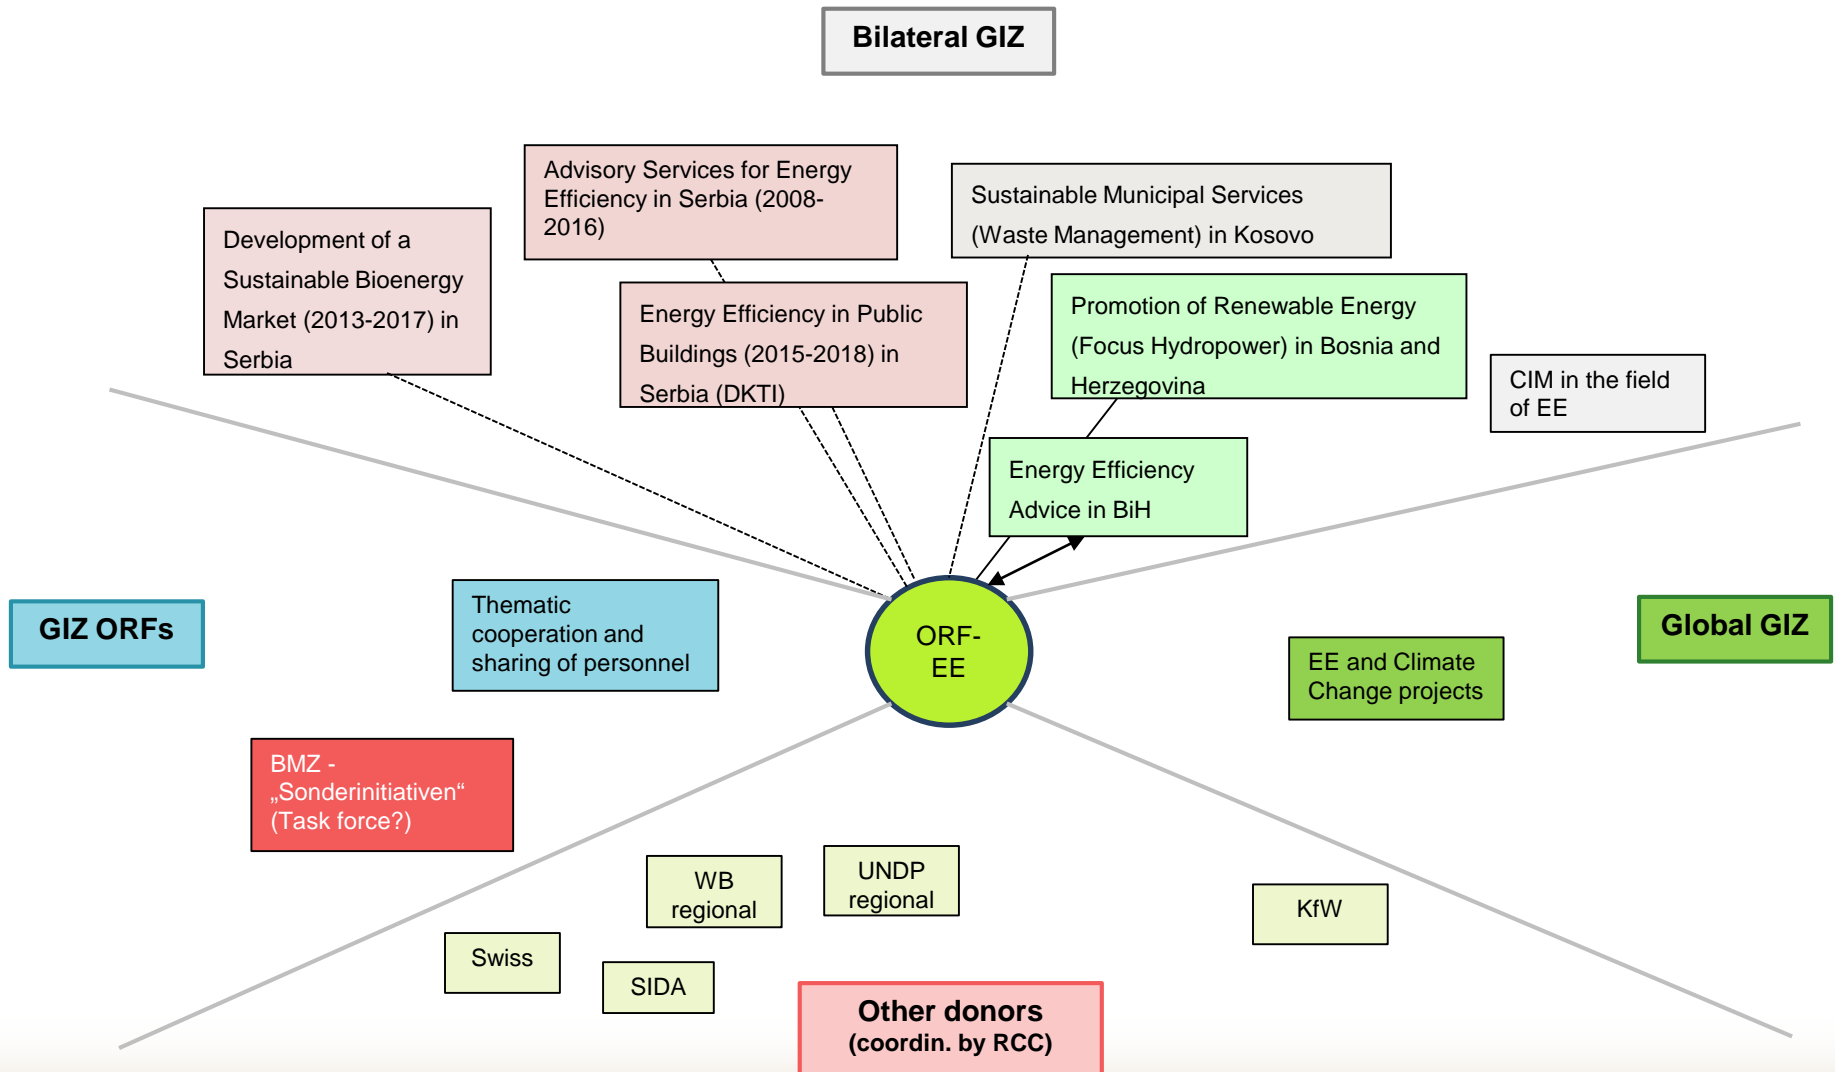 Bilateral GIZ
Advisory Services for Energy
Efficiency in Serbia (2008-
2016)
Sustainable Municipal Services
(Waste Management) in Kosovo
Development of a
Sustainable Bioenergy
Market (2013-2017) in
Serbia
Energy Efficiency in Public
Buildings (2015-2018) in
Serbia (DKTI)
Promotion of Renewable Energy
(Focus Hydropower) in Bosnia and
Herzegovina
CIM in the field
of EE
Energy Efficiency
Advice in BiH
GIZ ORFs
Thematic
cooperation and
sharing of personnel
ORF-
EE
Global GIZ
EE and Climate
Change projects
BMZ -
„Sonderinitiativen“
(Task force?)
WB
regional
UNDP
regional
KfW
Swiss
SIDA
Other donors
(coordin. by RCC)